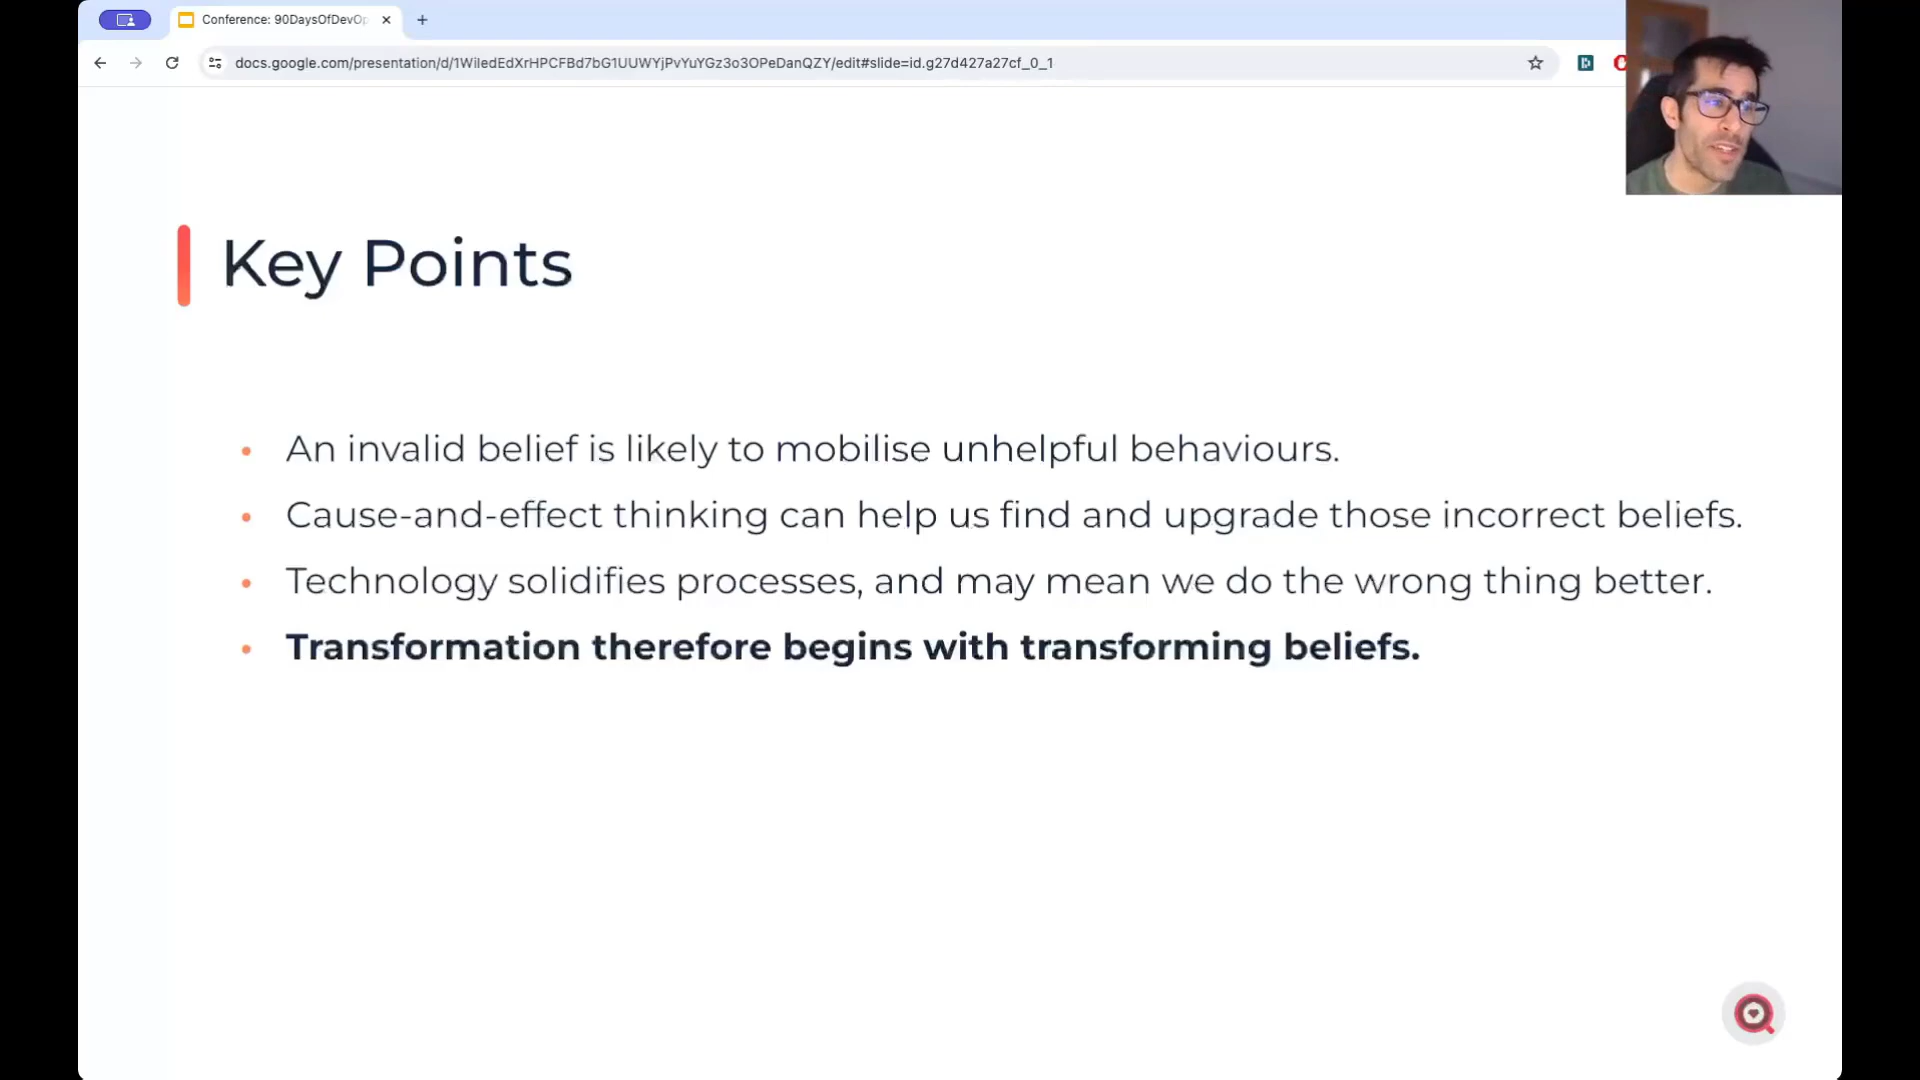 Conference: 90DaysOfDevOp
docs.google.com/presentation/d/1WiledEdXrHPCFBd7bG1UUWYjPvYuYGz3o3OPeDanQZY/edit#slide=id.g27d427a27cf_0_1
Key Points
An invalid belief is likely to mobilise unhelpful behaviours.
Cause-and-effect thinking can help us find and upgrade those incorrect beliefs.
Technology solidifies processes, and may mean we do the wrong thing better.
Transformation therefore begins with transforming beliefs.